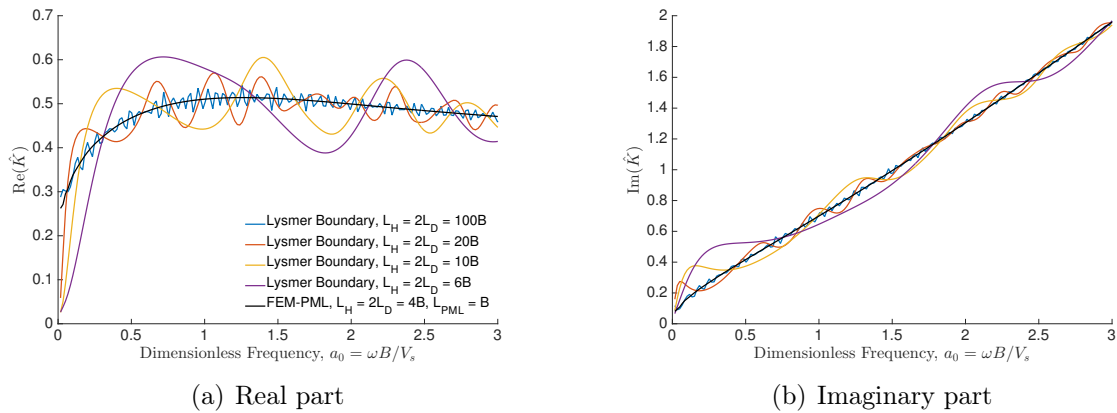 0.7
0.6
0.5
0.4
0.3
0.2
0.1
0
Re(K̂)
Lysmer Boundary, L_H = 2L_D = 100B
Lysmer Boundary, L_H = 2L_D = 20B
Lysmer Boundary, L_H = 2L_D = 10B
Lysmer Boundary, L_H = 2L_D = 6B
FEM-PML, L_H = 2L_D = 4B, L_PML = B
0 0.5 1 1.5 2 2.5 3
Dimensionless Frequency, a_0 = ωB/V_s
(a) Real part
2
1.8
1.6
1.4
1.2
1
0.8
0.6
0.4
0.2
0
Im(K̂)
0 0.5 1 1.5 2 2.5 3
Dimensionless Frequency, a_0 = ωB/V_s
(b) Imaginary part